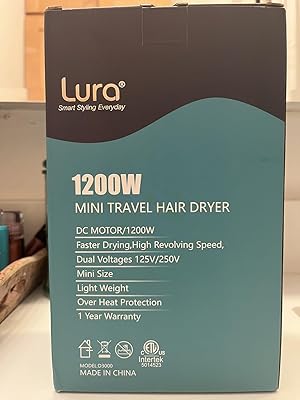 Lura®
Smart Styling Everyday
1200W
MINI TRAVEL HAIR DRYER
DC MOTOR/1200W
Faster Drying,High Revolving Speed,
Dual Voltages 125V/250V
Mini Size
Light Weight
Over Heat Protection
1 Year Warranty
ETL
C US
Intertek
5014523
MODEL:D3000
MADE IN CHINA